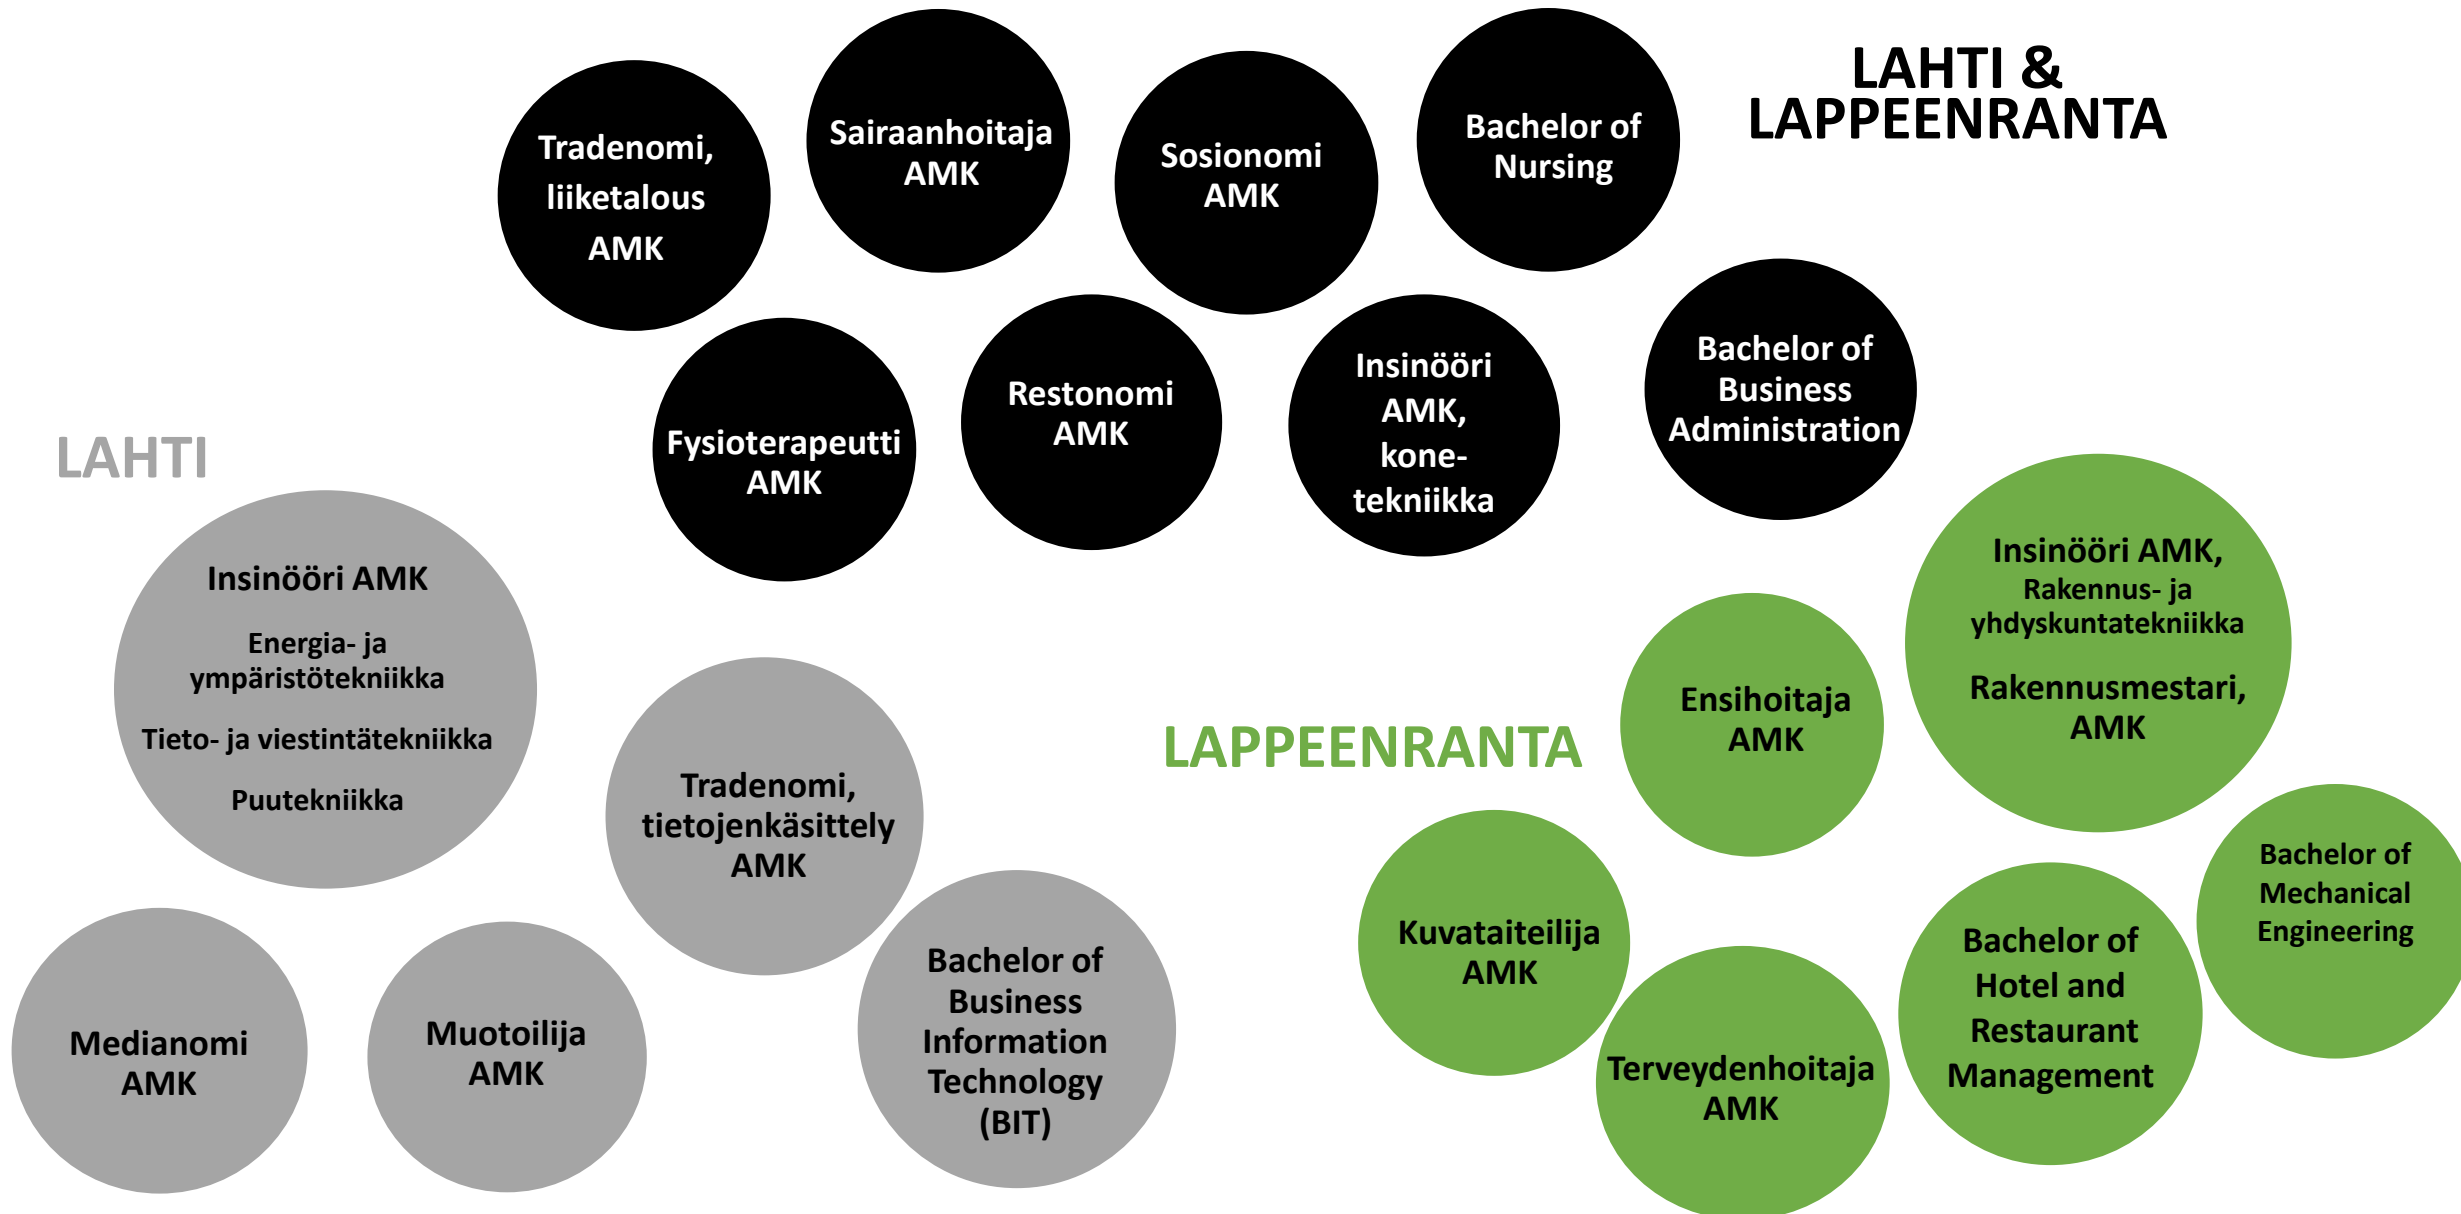 LAHTI &
LAPPEENRANTA
Tradenomi,
liiketalous
AMK
Sairaanhoitaja
AMK
Sosionomi
AMK
Bachelor of
Nursing
Fysioterapeutti
AMK
Restonomi
AMK
Insinööri
AMK,
kone-
tekniikka
Bachelor of
Business
Administration
LAHTI
Insinööri AMK
Energia- ja
ympäristötekniikka
Tieto- ja viestintätekniikka
Puutekniikka
Tradenomi,
tietojenkäsittely
AMK
Medianomi
AMK
Muotoilija
AMK
Bachelor of
Business
Information
Technology
(BIT)
LAPPEENRANTA
Insinööri AMK,
Rakennus- ja
yhdyskuntatekniikka
Rakennusmestari,
AMK
Ensihoitaja
AMK
Kuvataiteilija
AMK
Terveydenhoitaja
AMK
Bachelor of
Hotel and
Restaurant
Management
Bachelor of
Mechanical
Engineering